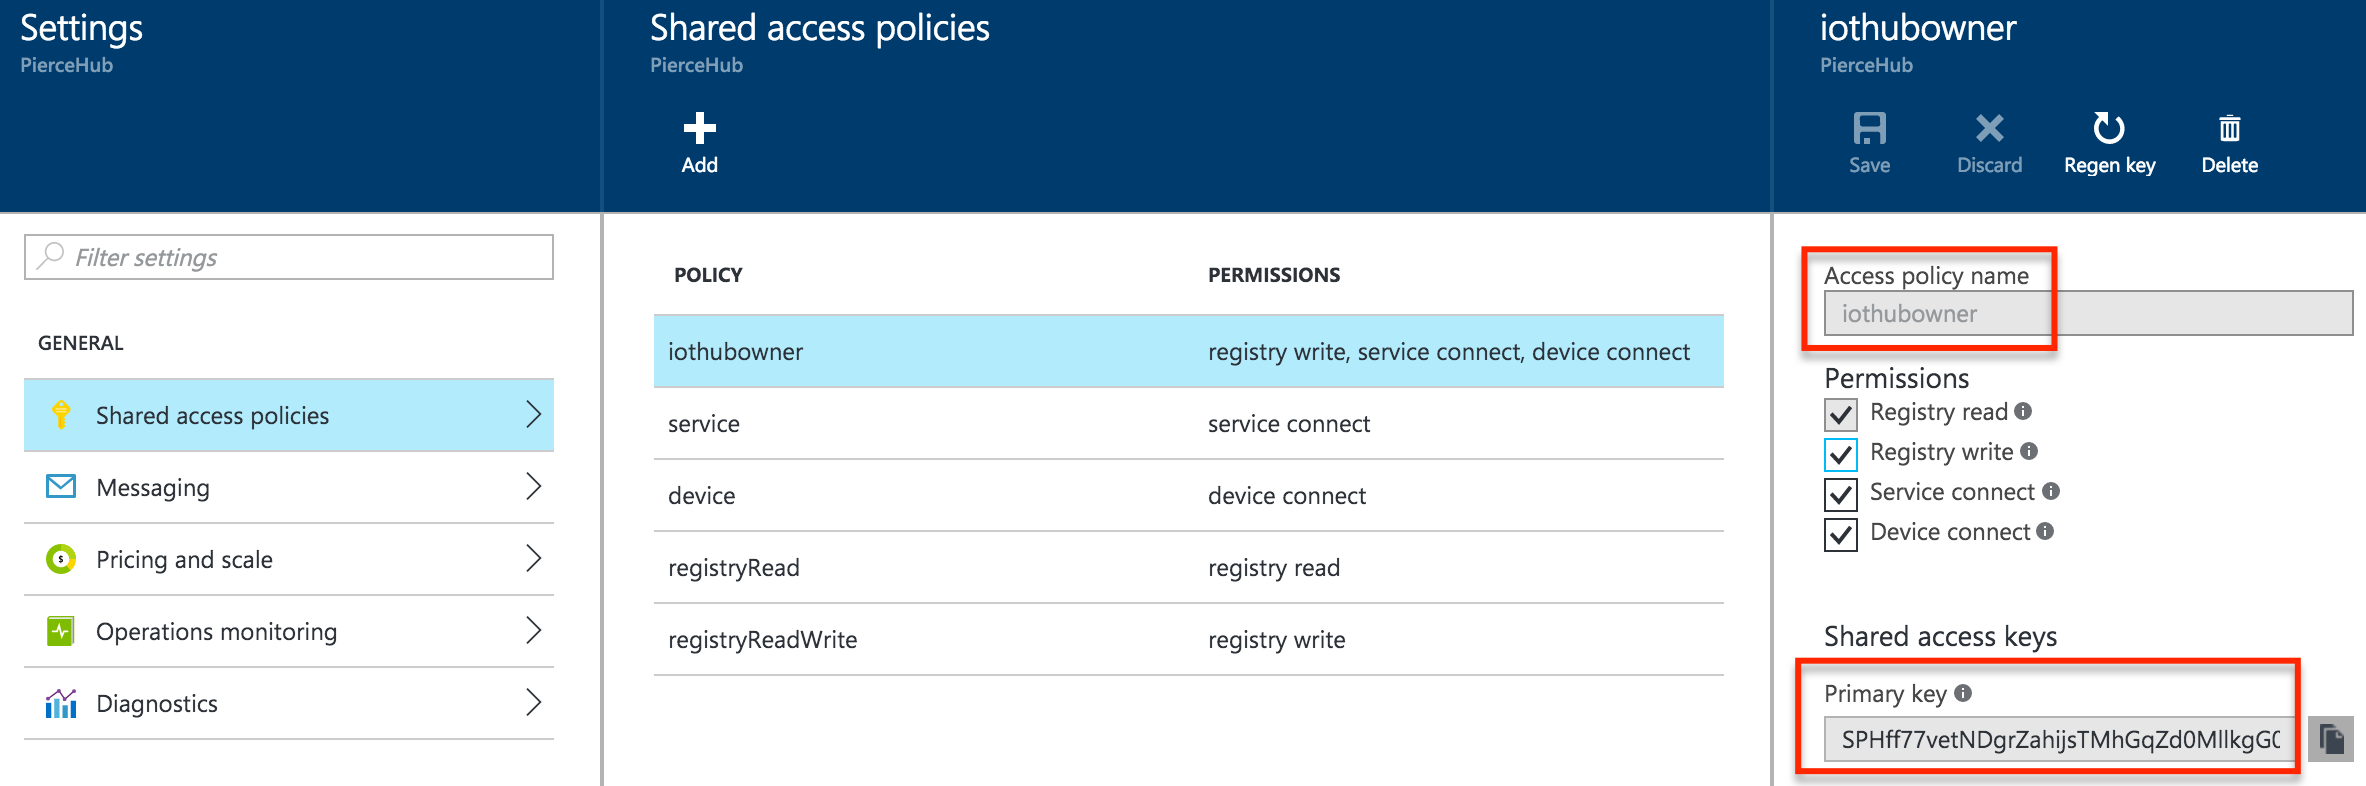 Settings
PierceHub
Filter settings
GENERAL
Shared access policies
Messaging
Pricing and scale
Operations monitoring
Diagnostics
Shared access policies
PierceHub
Add
POLICY PERMISSIONS
iothubowner registry write, service connect, device connect
service service connect
device device connect
registryRead registry read
registryReadWrite registry write
iothubowner
PierceHub
Save Discard Regen key Delete
Access policy name
iothubowner
Permissions
Registry read
Registry write
Service connect
Device connect
Shared access keys
Primary key